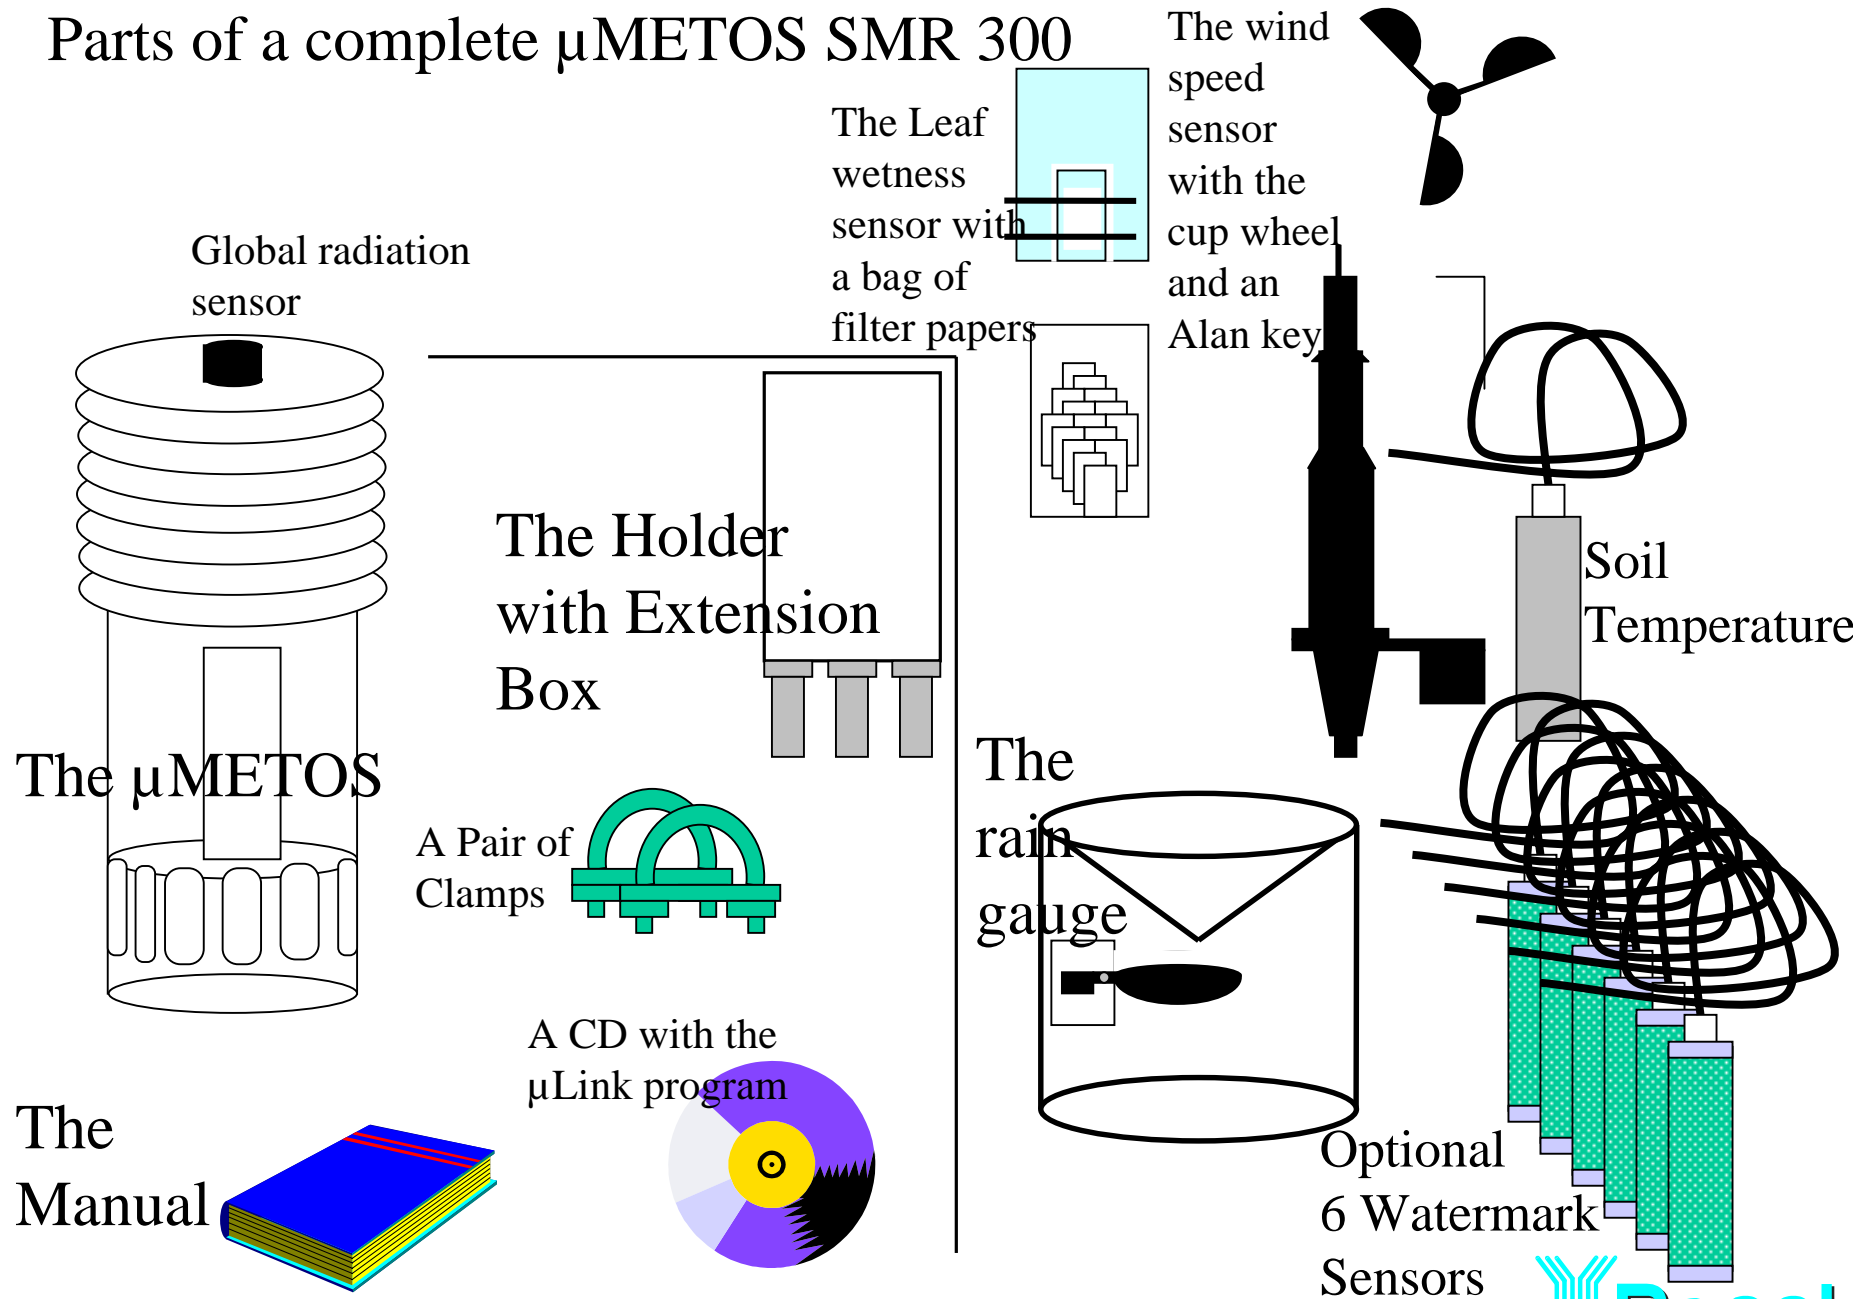 Parts of a complete µMETOS SMR 300
The wind
speed
sensor
with the
cup wheel
and an
Alan key
The Leaf
wetness
sensor with
a bag of
filter papers
Global radiation
sensor
The Holder
with Extension
Box
Soil
Temperature
The µMETOS
The
rain
gauge
A Pair of
Clamps
A CD with the
µLink program
The
Manual
Optional
6 Watermark
Sensors